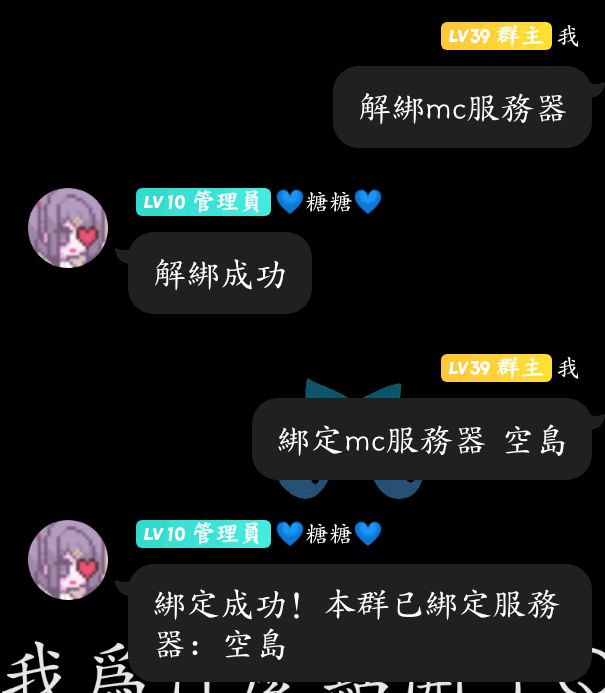 LV39 群主 我
解綁mc服務器
LV10 管理員 💙糖糖💙
解綁成功
LV39 群主 我
綁定mc服務器 空島
LV10 管理員 💙糖糖💙
綁定成功！本群已綁定服務
器：空島
我爲